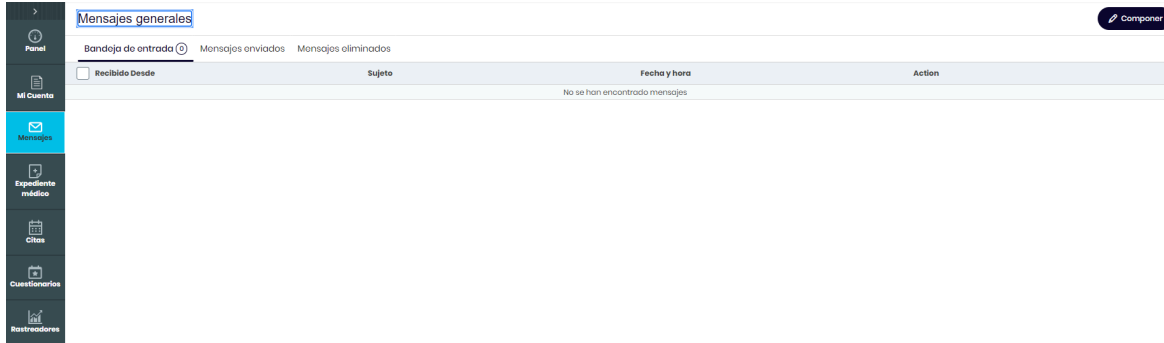 Mensajes generales
Componer
Panel
Bandeja de entrada 0 Mensajes enviados Mensajes eliminados
Recibido Desde Sujeto Fecha y hora Action
No se han encontrado mensajes
Mi Cuenta
Mensajes
Expediente
médico
Citas
Cuestionarios
Rastreadores